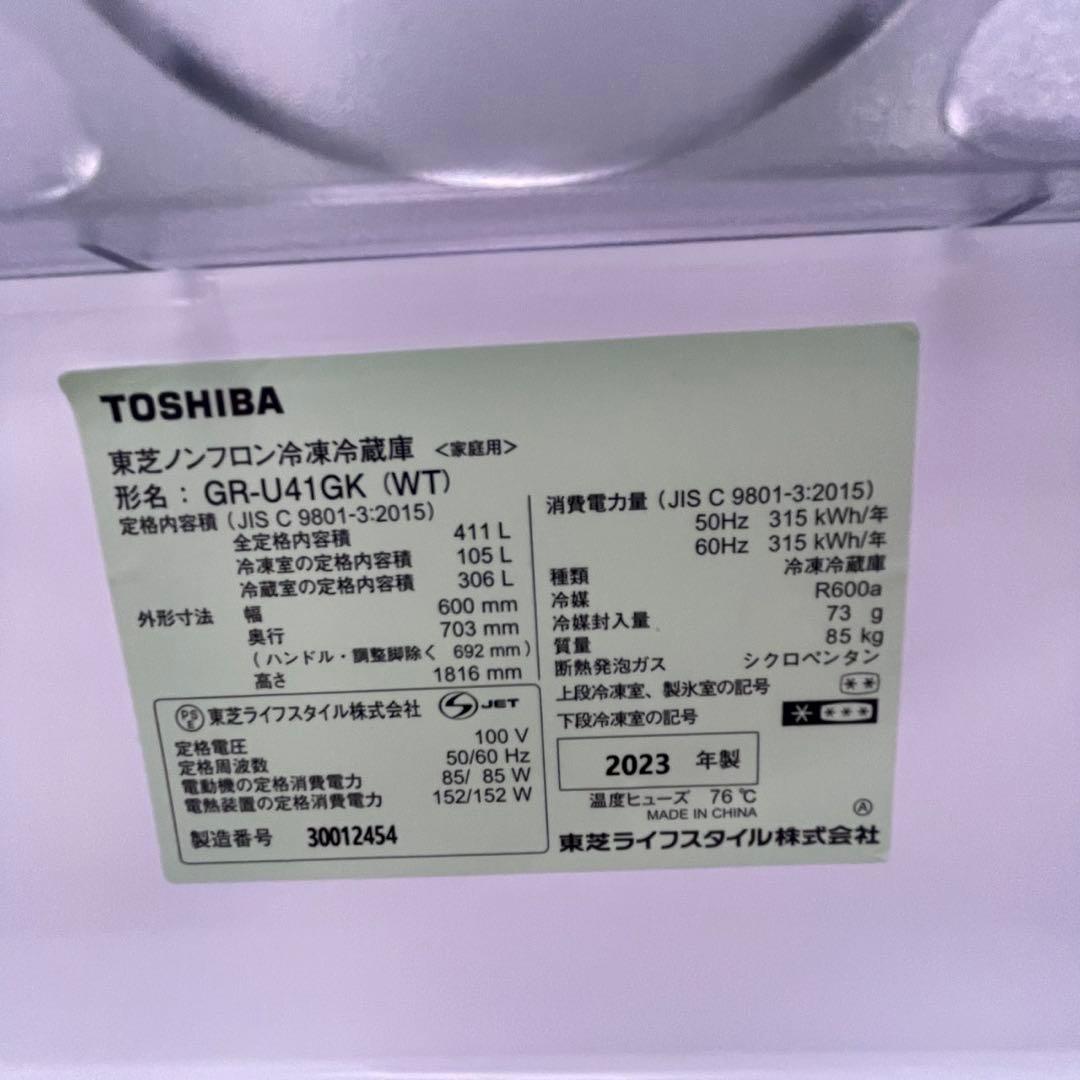 TOSHIBA
東芝ノンフロン冷凍冷蔵庫 <家庭用>
形名：GR-U41GK (WT)
定格内容積 (JIS C 9801-3:2015)
全定格内容積 411 L
冷凍室の定格内容積 105 L
冷蔵室の定格内容積 306 L
外形寸法 幅 600 mm
奥行 703 mm
(ハンドル・調整脚除く 692 mm)
高さ 1816 mm
PSE 東芝ライフスタイル株式会社 JET
定格電圧 100 V
定格周波数 50/60 Hz
電動機の定格消費電力 85/ 85 W
電熱装置の定格消費電力 152/152 W
製造番号 30012454
消費電力量 (JIS C 9801-3:2015)
50Hz 315 kWh/年
60Hz 315 kWh/年
種類 冷凍冷蔵庫
冷媒 R600a
冷媒封入量 73 g
質量 85 kg
断熱発泡ガス シクロペンタン
上段冷凍室、製氷室の記号 **
下段冷凍室の記号 * ***
2023 年製
温度ヒューズ 76 ℃
MADE IN CHINA Ⓐ
東芝ライフスタイル株式会社